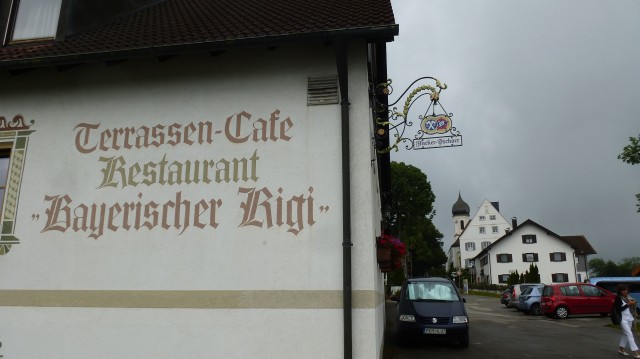 Terrassen-Cafe
Restaurant
„Bayerischer Rigi”